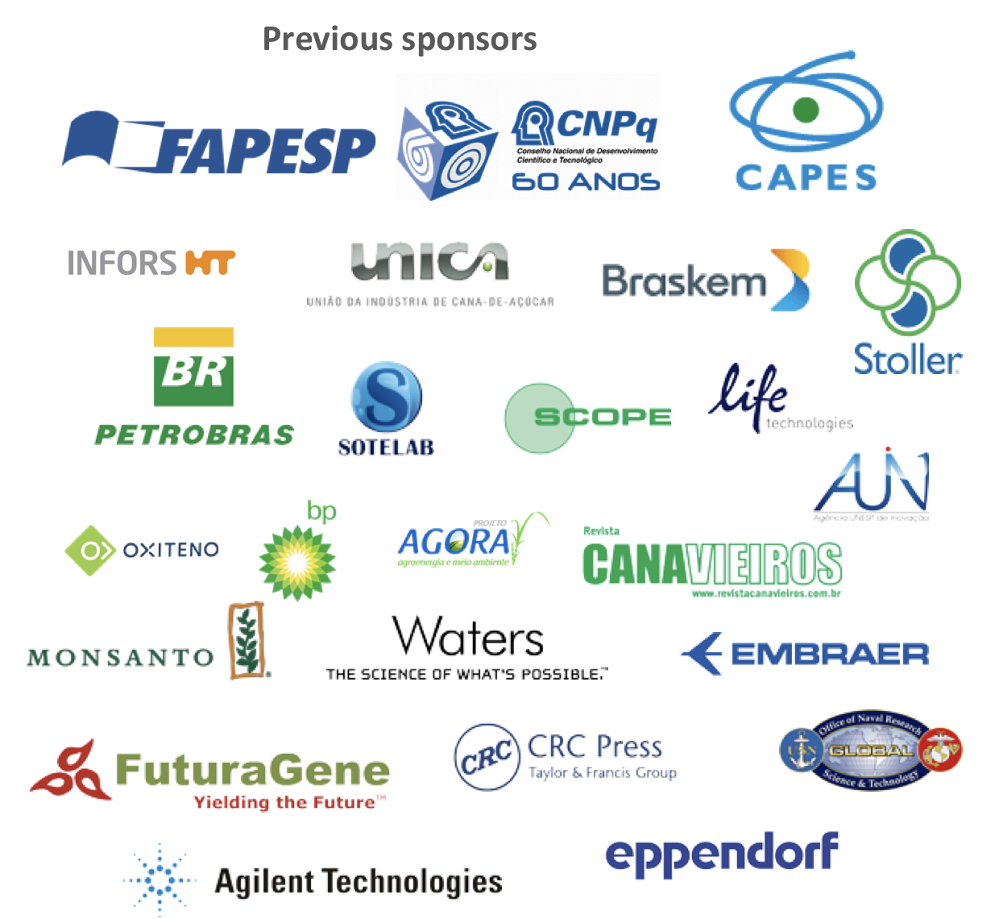 Previous sponsors
FAPESP
CNPq
Conselho Nacional de Desenvolvimento
Científico e Tecnológico
60 ANOS
CAPES
INFORS HT
unica
UNIÃO DA INDÚSTRIA DE CANA-DE-AÇÚCAR
Braskem
Stoller
BR
PETROBRAS
S
SOTELAB
SCOPE
life
technologies
AUIN
Agência UNESP de Inovação
OXITENO
bp
PROJETO
AGORA
agroenergia e meio ambiente
Revista
CANAVIEIROS
www.revistacanavieiros.com.br
MONSANTO
Waters
THE SCIENCE OF WHAT'S POSSIBLE.™
EMBRAER
FuturaGene
Yielding the Future™
CRC
CRC Press
Taylor & Francis Group
Office of Naval Research
USN
GLOBAL
Science & Technology
Agilent Technologies
eppendorf